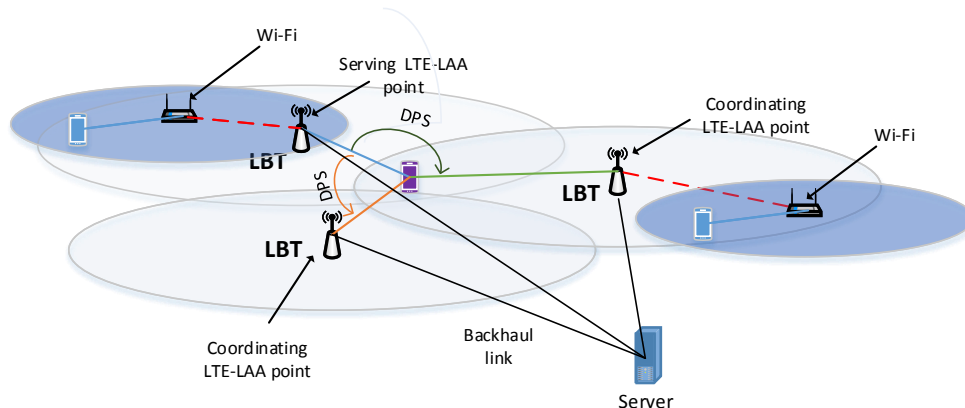 Wi-Fi
Serving LTE-LAA
point
DPS
Coordinating
LTE-LAA point
Wi-Fi
LBT
DPS
LBT
LBT
Coordinating
LTE-LAA point
Backhaul
link
Server